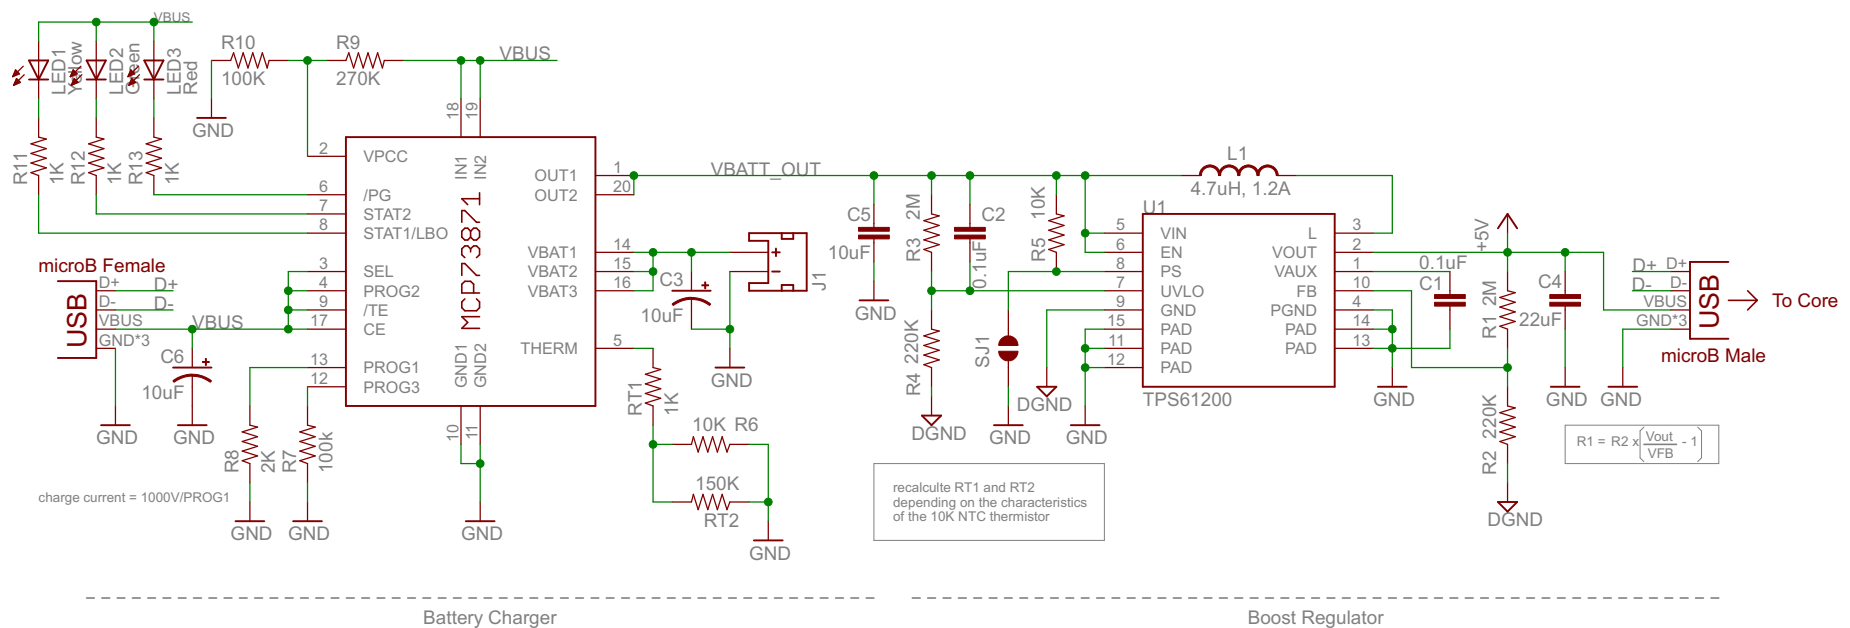 VBUS
LED1
Yellow
LED2
Green
LED3
Red
R11
1K
R12
1K
R13
1K
R10
100K
GND
R9
270K
VBUS
18
19
2
VPCC
IN1
IN2
6
/PG
7
STAT2
8
STAT1/LBO
3
SEL
4
PROG2
9
/TE
17
CE
13
PROG1
12
PROG3
MCP73871
GND1
GND2
10
11
GND
OUT1
1
OUT2
20
VBAT1
14
VBAT2
15
VBAT3
16
THERM
5
microB Female
USB
D+
D+
D-
D-
VBUS
VBUS
GND*3
GND
C6
10uF
GND
R8
2K
GND
R7
100k
GND
charge current = 1000V/PROG1
C3
10uF
J1
GND
RT1
1K
10K R6
150K
RT2
GND
VBATT_OUT
C5
10uF
GND
R3
2M
C2
0.1uF
R4
220K
DGND
R5
10K
SJ1
GND
DGND
GND
L1
4.7uH, 1.2A
U1
5
VIN
6
EN
8
PS
7
UVLO
9
GND
15
PAD
11
PAD
12
PAD
L
3
VOUT
2
VAUX
1
FB
10
PGND
4
PAD
14
PAD
13
TPS61200
GND
0.1uF
C1
+5V
R1
2M
R2
220K
DGND
C4
22uF
GND
GND
D+
D+
D-
D-
VBUS
GND*3
USB
To Core
microB Male
R1 = R2 x (Vout
VFB - 1)
recalculte RT1 and RT2
depending on the characteristics
of the 10K NTC thermistor
Battery Charger
Boost Regulator